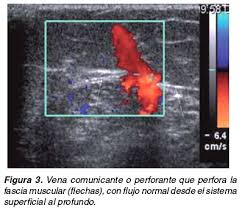 9:58
- 6.4
cm/s
Figura 3. Vena comunicante o perforante que perfora la
fascia muscular (flechas), con flujo normal desde el sistema
superficial al profundo.